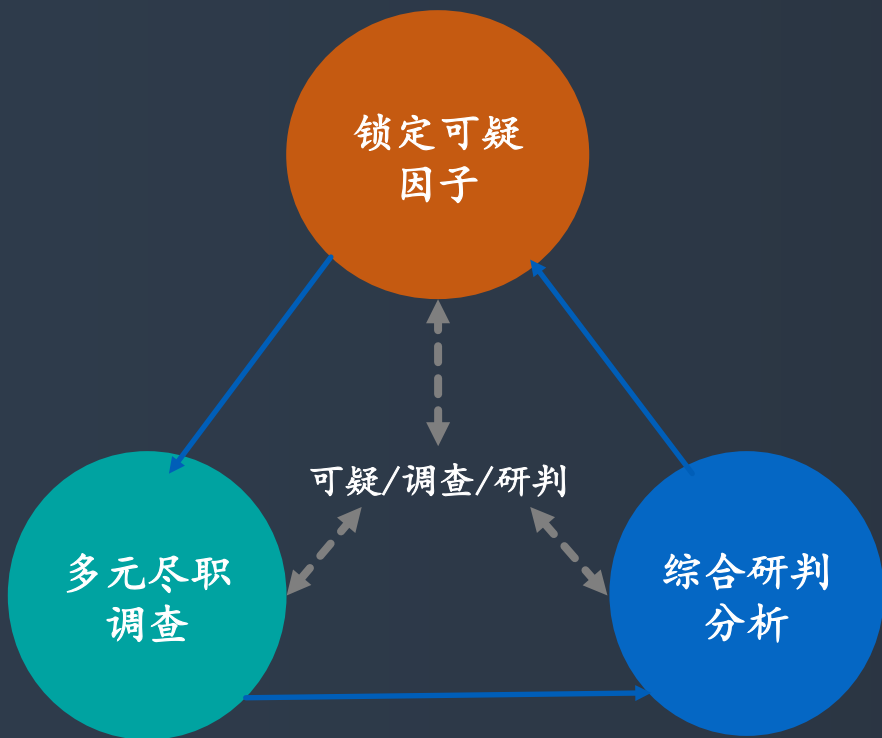 锁定可疑
因子
可疑/调查/研判
多元尽职
调查
综合研判
分析